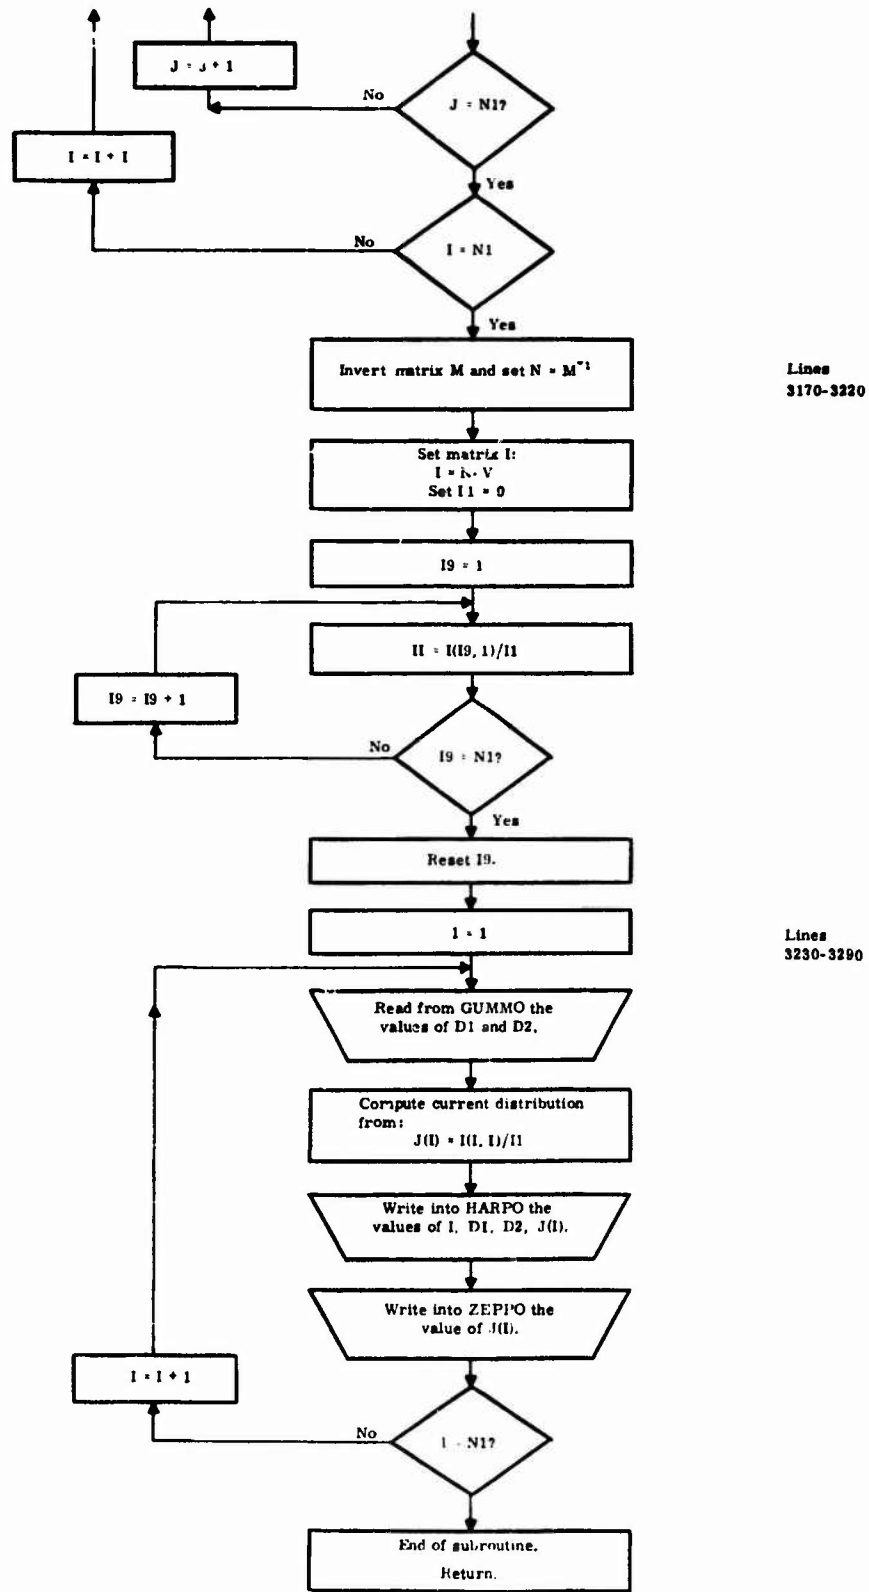 J = J + 1
No
J = N1?
I = I + I
Yes
No
I = N1
Yes
Invert matrix M and set N = M⁻¹
Lines
3170-3220
Set matrix I:
I = N· V
Set I1 = 0
I9 = 1
I1 = I(I9, 1)/I1
I9 = I9 + 1
No
I9 = N1?
Yes
Reset I9.
I = 1
Lines
3230-3290
Read from GUMMO the
values of D1 and D2.
Compute current distribution
from:
J(I) = I(I, I)/I1
Write into HARPO the
values of I, D1, D2, J(I).
Write into ZEPPO the
value of J(I).
I = I + 1
No
I = N1?
End of subroutine.
Return.